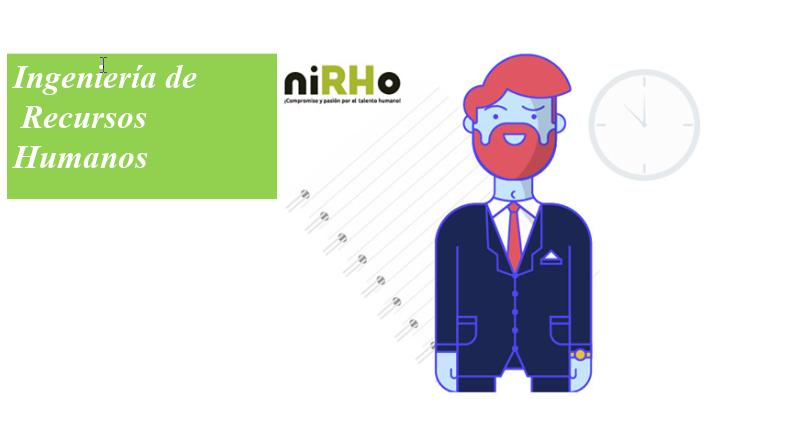 Ingeniería de
Recursos
Humanos
niRHo
¡Compromiso y pasión por el talento humano!